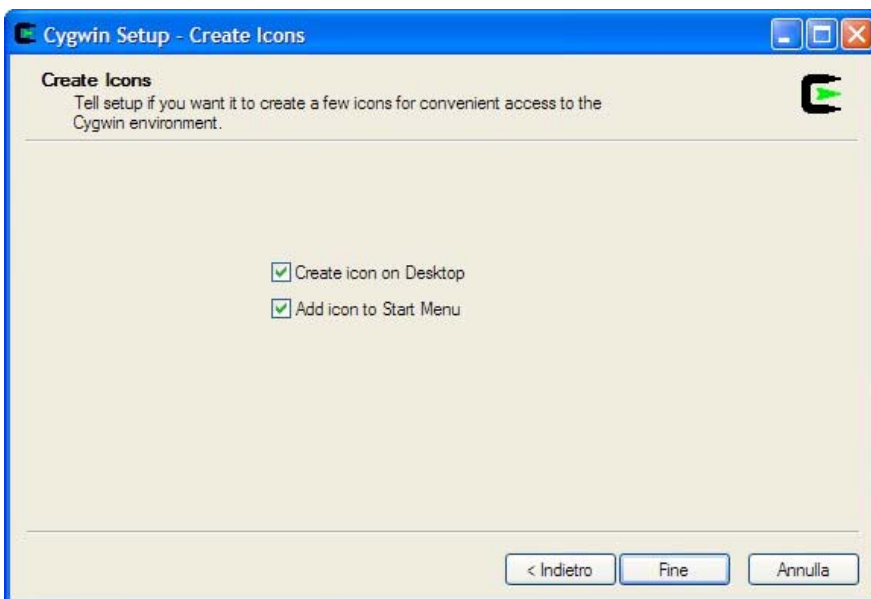 Cygwin Setup - Create Icons
Create Icons
Tell setup if you want it to create a few icons for convenient access to the
Cygwin environment.
Create icon on Desktop
Add icon to Start Menu
< Indietro Fine Annulla